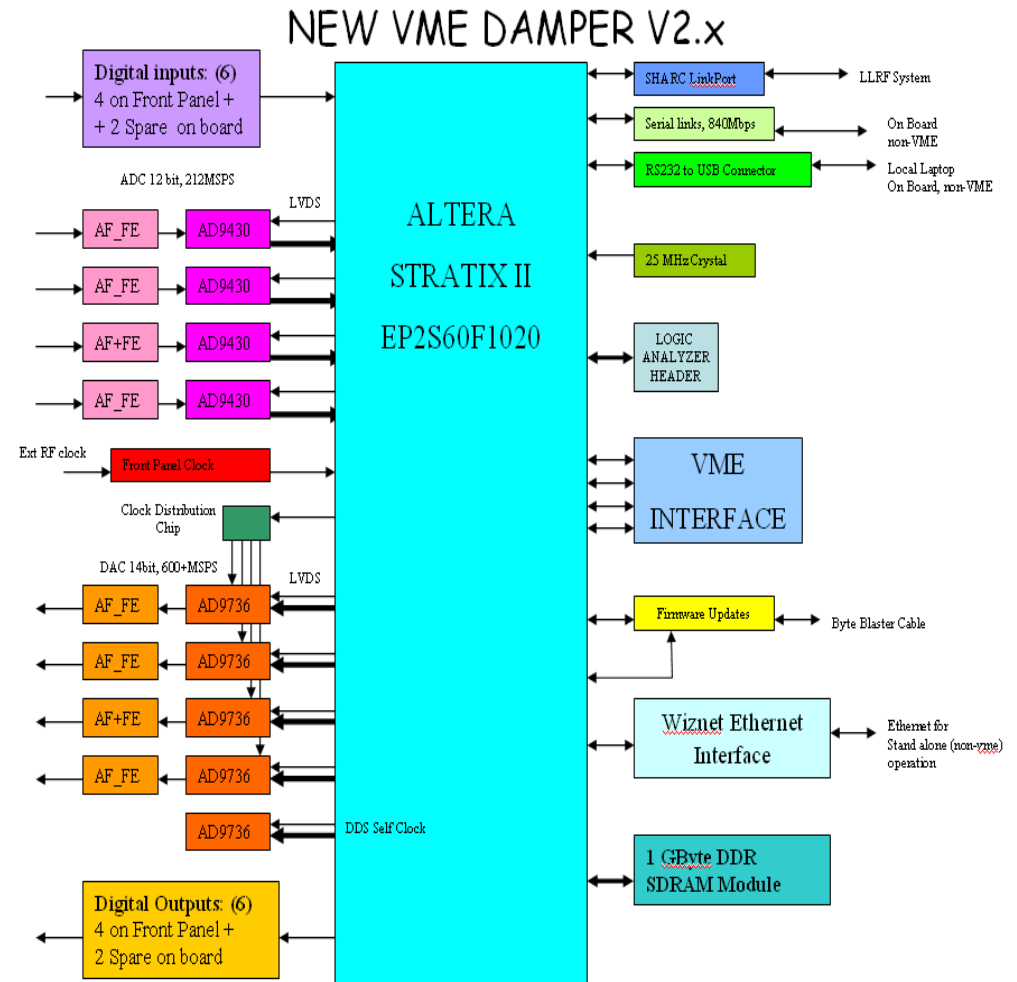 NEW VME DAMPER V2.x
Digital inputs: (6)
4 on Front Panel +
+ 2 Spare on board
ADC 12 bit, 212MSPS
LVDS
AF_FE
AD9430
AF_FE
AD9430
AF+FE
AD9430
AF_FE
AD9430
Ext RF clock
Front Panel Clock
Clock Distribution
Chip
DAC 14bit, 600+MSPS
LVDS
AF_FE
AD9736
AF_FE
AD9736
AF+FE
AD9736
AF_FE
AD9736
AD9736
DDS Self Clock
Digital Outputs: (6)
4 on Front Panel +
2 Spare on board
ALTERA
STRATIX II
EP2S60F1020
SHARC LinkPort
LLRF System
Serial links, 840Mbps
On Board
non-VME
RS232 to USB Connector
Local Laptop
On Board, non-VME
25 MHz Crystal
LOGIC
ANALYZER
HEADER
VME
INTERFACE
Firmware Updates
Byte Blaster Cable
Wiznet Ethernet
Interface
Ethernet for
Stand alone (non-vme)
operation
1 GByte DDR
SDRAM Module